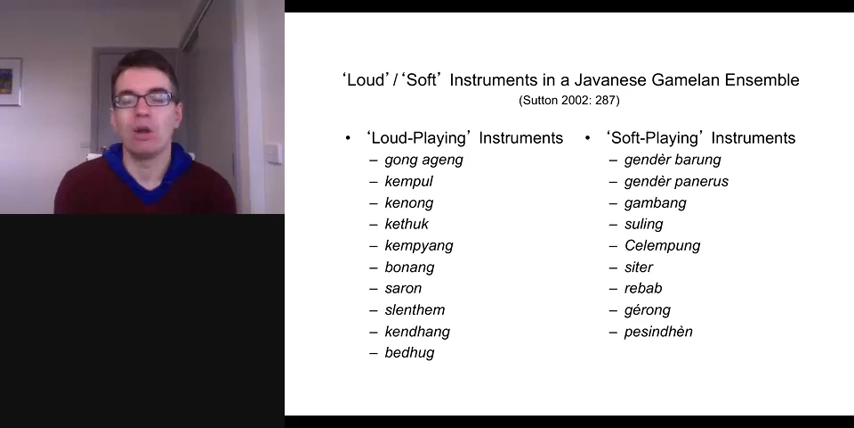 ‘Loud’ / ‘Soft’ Instruments in a Javanese Gamelan Ensemble
(Sutton 2002: 287)
• ‘Loud-Playing’ Instruments
– gong ageng
– kempul
– kenong
– kethuk
– kempyang
– bonang
– saron
– slenthem
– kendhang
– bedhug
• ‘Soft-Playing’ Instruments
– gendèr barung
– gendèr panerus
– gambang
– suling
– Celempung
– siter
– rebab
– gérong
– pesindhèn